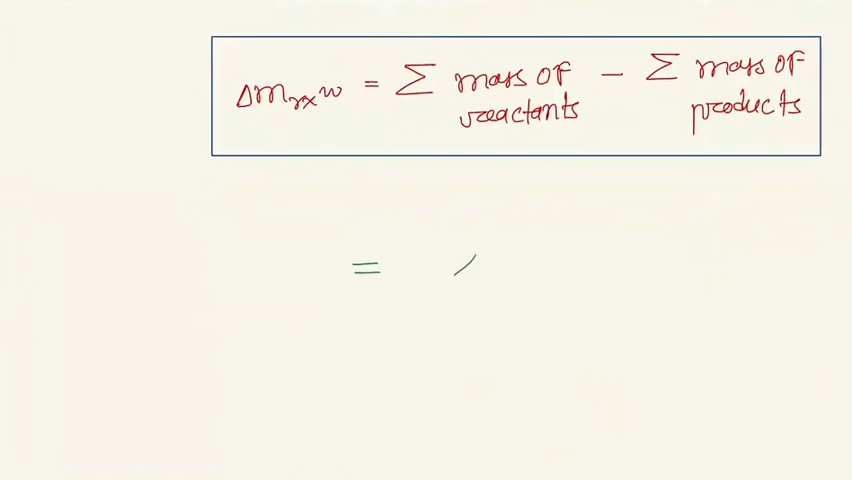 Δm_rxn = Σ mass of reactants − Σ mass of products
=